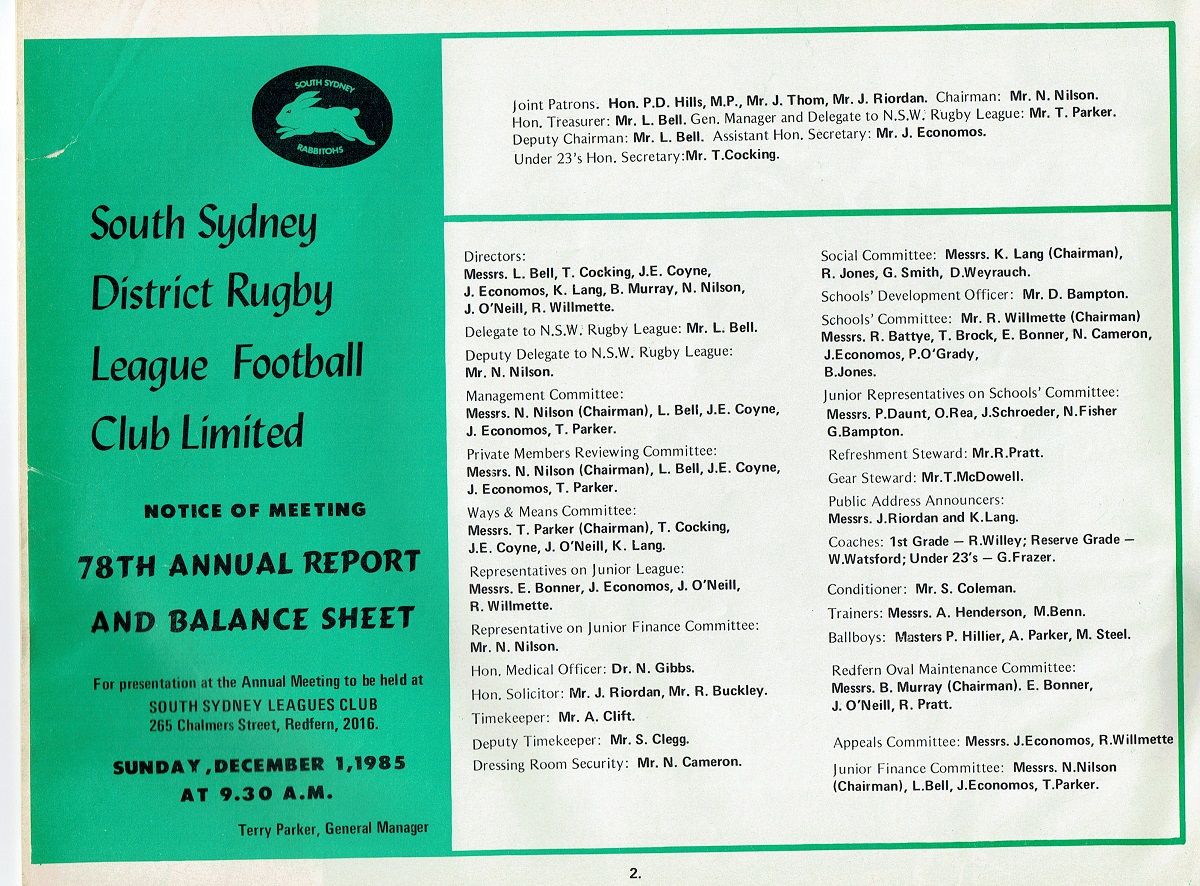 SOUTH SYDNEY
RABBITOHS
South Sydney
District Rugby
League Football
Club Limited
NOTICE OF MEETING
78TH ANNUAL REPORT
AND BALANCE SHEET
For presentation at the Annual Meeting to be held at
SOUTH SYDNEY LEAGUES CLUB
265 Chalmers Street, Redfern, 2016.
SUNDAY, DECEMBER 1, 1985
AT 9.30 A.M.
Terry Parker, General Manager
Joint Patrons. Hon. P.D. Hills, M.P., Mr. J. Thom, Mr. J. Riordan. Chairman: Mr. N. Nilson.
Hon. Treasurer: Mr. L. Bell. Gen. Manager and Delegate to N.S.W. Rugby League: Mr. T. Parker.
Deputy Chairman: Mr. L. Bell. Assistant Hon. Secretary: Mr. J. Economos.
Under 23's Hon. Secretary:Mr. T.Cocking.
Directors:
Messrs. L. Bell, T. Cocking, J.E. Coyne,
J. Economos, K. Lang, B. Murray, N. Nilson,
J. O'Neill, R. Willmette.
Delegate to N.S.W. Rugby League: Mr. L. Bell.
Deputy Delegate to N.S.W. Rugby League:
Mr. N. Nilson.
Management Committee:
Messrs. N. Nilson (Chairman), L. Bell, J.E. Coyne,
J. Economos, T. Parker.
Private Members Reviewing Committee:
Messrs. N. Nilson (Chairman), L. Bell, J.E. Coyne,
J. Economos, T. Parker.
Ways & Means Committee:
Messrs. T. Parker (Chairman), T. Cocking,
J.E. Coyne, J. O'Neill, K. Lang.
Representatives on Junior League:
Messrs. E. Bonner, J. Economos, J. O'Neill,
R. Willmette.
Representative on Junior Finance Committee:
Mr. N. Nilson.
Hon. Medical Officer: Dr. N. Gibbs.
Hon. Solicitor: Mr. J. Riordan, Mr. R. Buckley.
Timekeeper: Mr. A. Clift.
Deputy Timekeeper: Mr. S. Clegg.
Dressing Room Security: Mr. N. Cameron.
Social Committee: Messrs. K. Lang (Chairman),
R. Jones, G. Smith, D.Weyrauch.
Schools' Development Officer: Mr. D. Bampton.
Schools' Committee: Mr. R. Willmette (Chairman)
Messrs. R. Battye, T. Brock, E. Bonner, N. Cameron,
J.Economos, P.O'Grady,
B.Jones.
Junior Representatives on Schools' Committee:
Messrs. P.Daunt, O.Rea, J.Schroeder, N.Fisher
G.Bampton.
Refreshment Steward: Mr.R.Pratt.
Gear Steward: Mr.T.McDowell.
Public Address Announcers:
Messrs. J.Riordan and K.Lang.
Coaches: 1st Grade — R.Willey; Reserve Grade —
W.Watsford; Under 23's — G.Frazer.
Conditioner: Mr. S. Coleman.
Trainers: Messrs. A. Henderson, M.Benn.
Ballboys: Masters P. Hillier, A. Parker, M. Steel.
Redfern Oval Maintenance Committee:
Messrs. B. Murray (Chairman). E. Bonner,
J. O'Neill, R. Pratt.
Appeals Committee: Messrs. J.Economos, R.Willmette
Junior Finance Committee: Messrs. N.Nilson
(Chairman), L.Bell, J.Economos, T.Parker.
2.